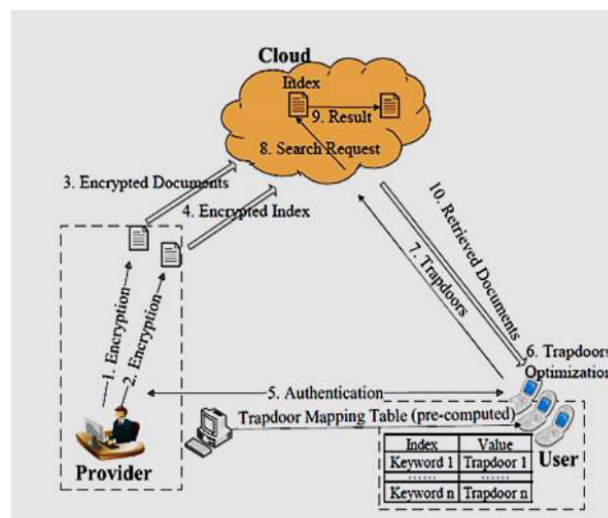 Cloud
Index
9. Result
8. Search Request
3. Encrypted Documents
4. Encrypted Index
10. Retrieved Documents
7. Trapdoors
1. Encryption
2. Encryption
6. Trapdoors
Optimization
5. Authentication
Trapdoor Mapping Table (pre-computed)
Provider
User
Index Value
Keyword 1 Trapdoor 1
...... ......
Keyword n Trapdoor n